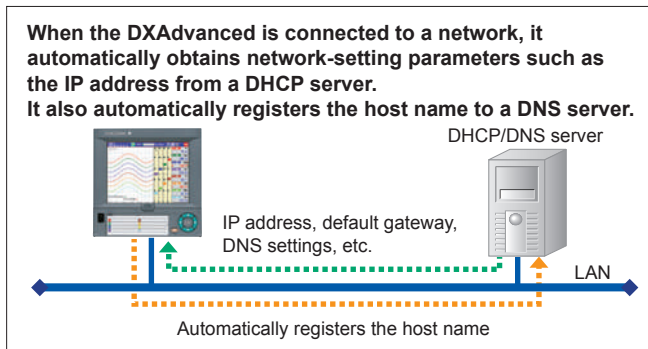 When the DXAdvanced is connected to a network, it
automatically obtains network-setting parameters such as
the IP address from a DHCP server.
It also automatically registers the host name to a DNS server.
DHCP/DNS server
IP address, default gateway,
DNS settings, etc.
LAN
Automatically registers the host name